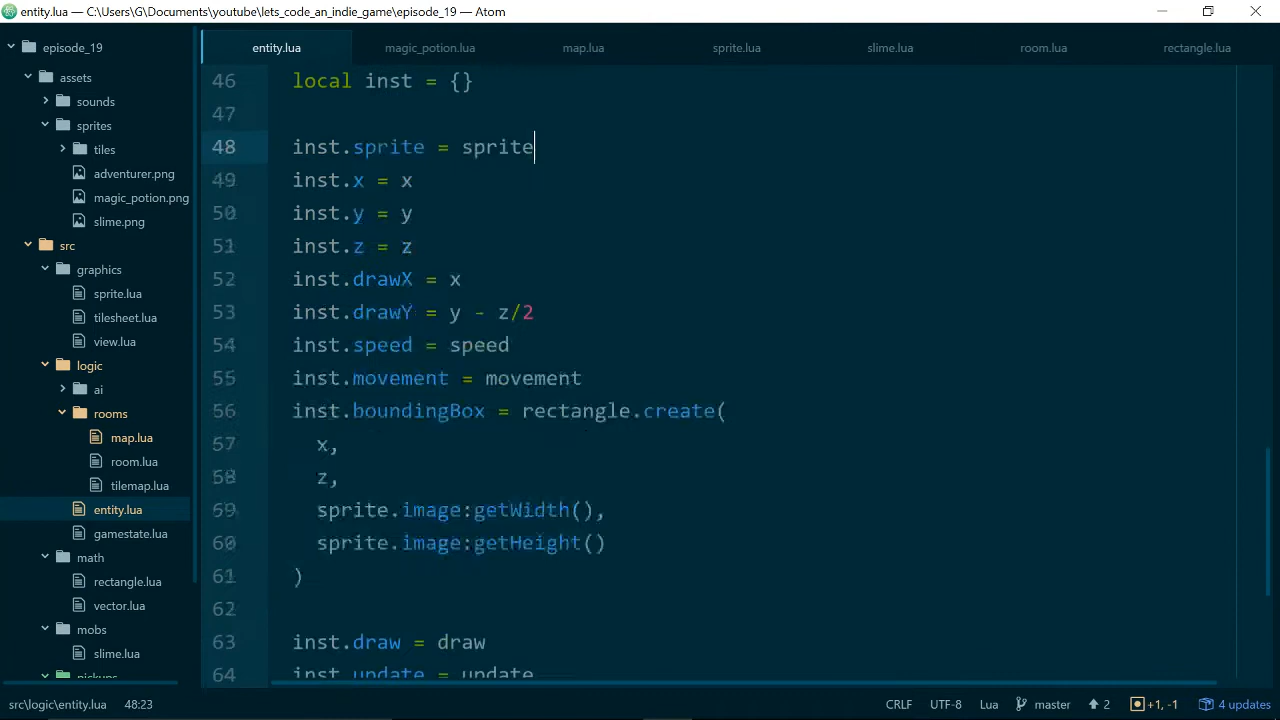 entity.lua — C:\Users\G\Documents\youtube\lets_code_an_indie_game\episode_19 — Atom
episode_19
assets
sounds
sprites
tiles
adventurer.png
magic_potion.png
slime.png
src
graphics
sprite.lua
tilesheet.lua
view.lua
logic
ai
rooms
map.lua
room.lua
tilemap.lua
entity.lua
gamestate.lua
math
rectangle.lua
vector.lua
mobs
slime.lua
pickups
entity.lua magic_potion.lua map.lua sprite.lua slime.lua room.lua rectangle.lua
46 local inst = {}
47
48 inst.sprite = sprite
49 inst.x = x
50 inst.y = y
51 inst.z = z
52 inst.drawX = x
53 inst.drawY = y - z/2
54 inst.speed = speed
55 inst.movement = movement
56 inst.boundingBox = rectangle.create(
57 x,
58 z,
59 sprite.image:getWidth(),
60 sprite.image:getHeight()
61 )
62
63 inst.draw = draw
64 inst.update = update
src\logic\entity.lua 48:23 CRLF UTF-8 Lua master 2 +1, -1 4 updates